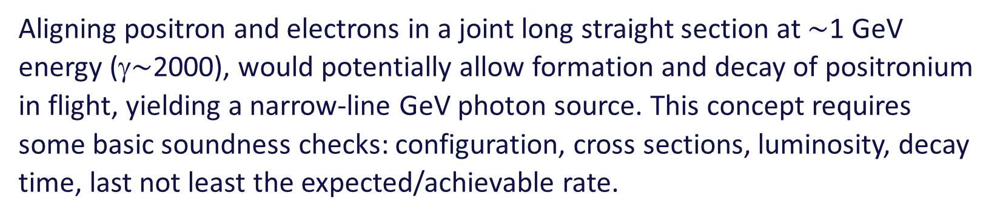 Aligning positron and electrons in a joint long straight section at ~1 GeV
energy (γ~2000), would potentially allow formation and decay of positronium
in flight, yielding a narrow-line GeV photon source. This concept requires
some basic soundness checks: configuration, cross sections, luminosity, decay
time, last not least the expected/achievable rate.